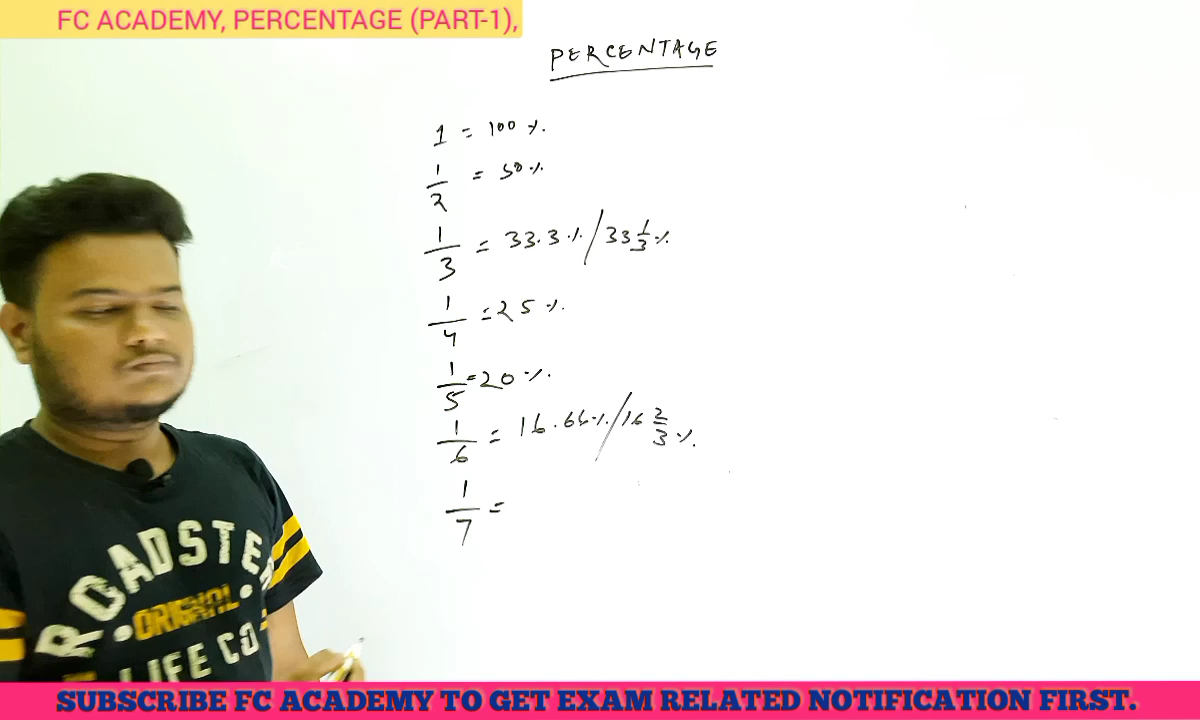 FC ACADEMY, PERCENTAGE (PART-1),
PERCENTAGE
1 = 100 %
1/2 = 50 %
1/3 = 33.3 % / 33 1/3 %
1/4 = 25 %
1/5 = 20 %
1/6 = 16.66 % / 16 2/3 %
1/7 =
ROADSTER
ORIGINAL
LIFE CO
SUBSCRIBE FC ACADEMY TO GET EXAM RELATED NOTIFICATION FIRST.